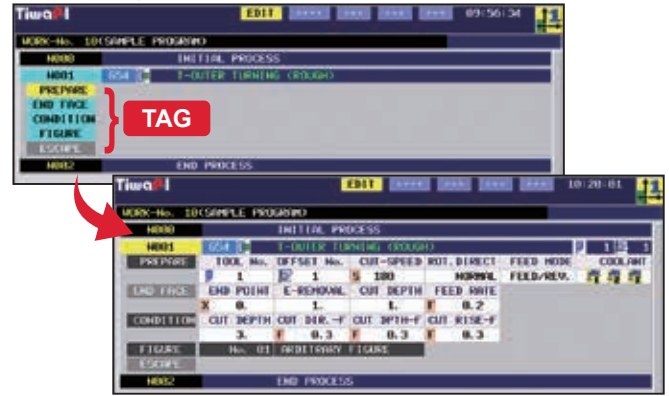 Tiwap-I EDIT 09:56:34
WORK-No. 10(SAMPLE PROGRAM)
N000 INITIAL PROCESS
N001 G54 T-OUTER TURNING (ROUGH)
PREPARE
END FACE
CONDITION
FIGURE
ESCAPE
TAG
N002 END PROCESS
EDIT 10:20:01
WORK-No. 10(SAMPLE PROGRAM)
N000 INITIAL PROCESS
N001 G54 T-OUTER TURNING (ROUGH) 1 1
PREPARE TOOL No. OFFSET No. CUT-SPEED ROT.DIRECT FEED MODE COOLANT
1 1 S 180 NORMAL FEED/REV.
END FACE END POINT E-REMOVAL CUT DEPTH FEED RATE
X 0. 1. 1. F 0.2
CONDITION CUT DEPTH CUT DIR.-F CUT DPTH-F CUT RISE-F
3. F 0.3 F 0.3 F 0.3
FIGURE No. 01 ARBITRARY FIGURE
ESCAPE
N002 END PROCESS